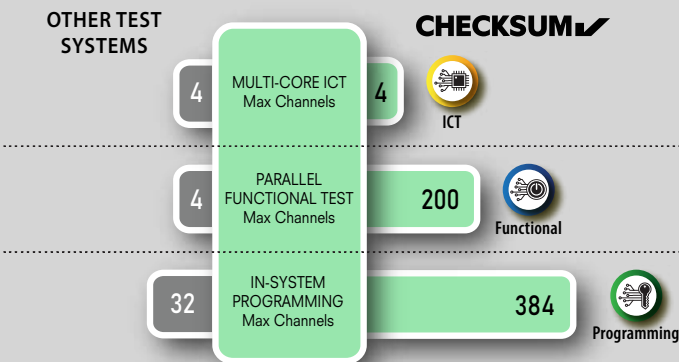 OTHER TEST
SYSTEMS
CHECKSUM
4
MULTI-CORE ICT
Max Channels
4
ICT
4
PARALLEL
FUNCTIONAL TEST
Max Channels
200
Functional
32
IN-SYSTEM
PROGRAMMING
Max Channels
384
Programming